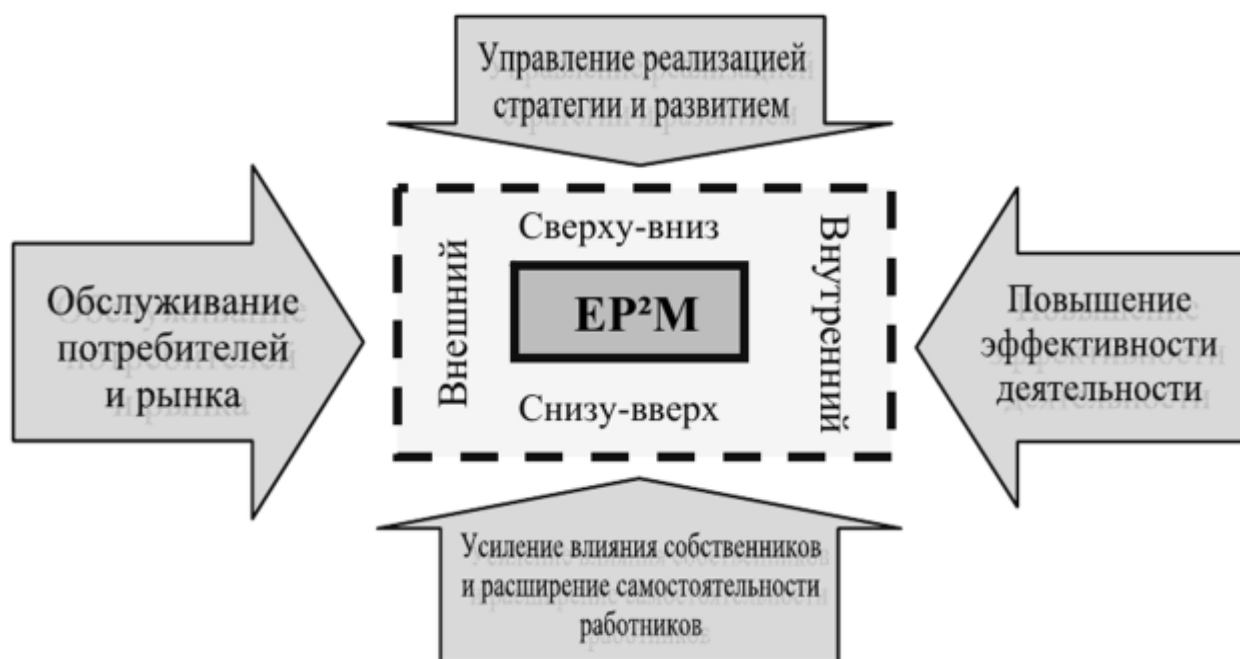 Управление реализацией
стратегии и развитием
Сверху-вниз
Внешний
Внутренний
EP²M
Снизу-вверх
Обслуживание
потребителей
и рынка
Повышение
эффективности
деятельности
Усиление влияния собственников
и расширение самостоятельности
работников